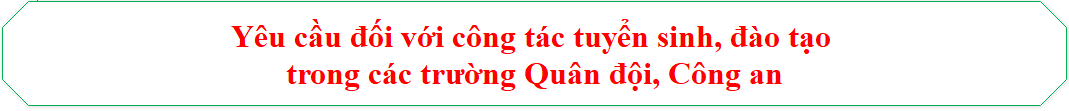 Yêu cầu đối với công tác tuyển sinh, đào tạo
trong các trường Quân đội, Công an